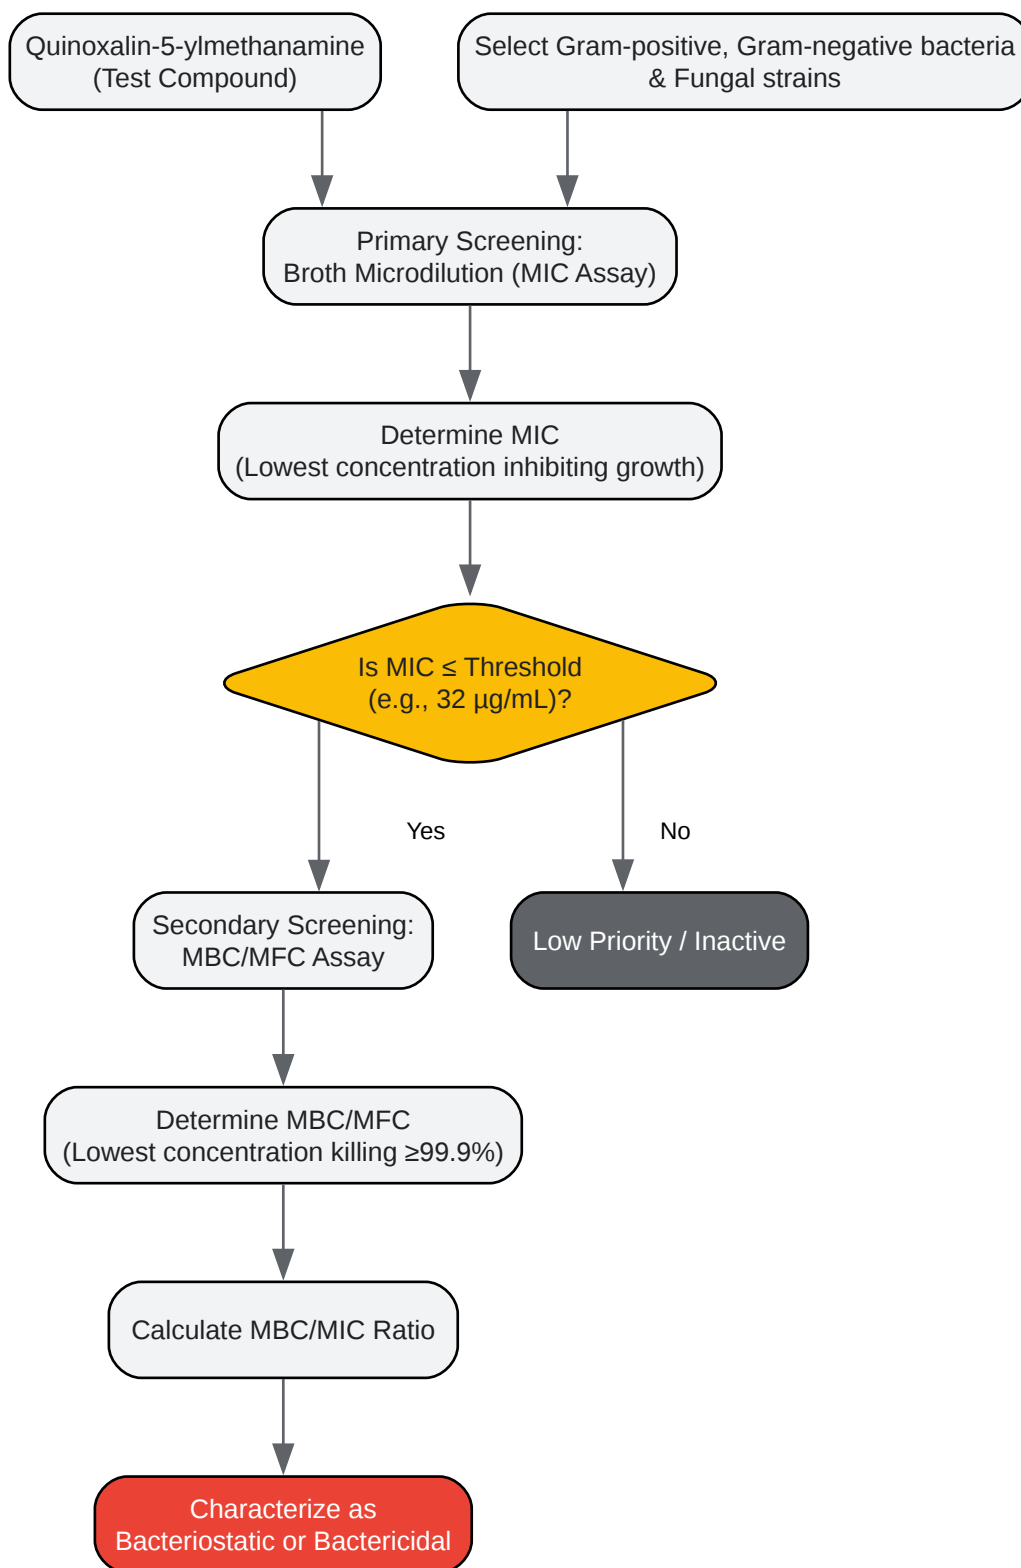 Quinoxalin-5-ylmethanamine
(Test Compound)
Select Gram-positive, Gram-negative bacteria
& Fungal strains
Primary Screening:
Broth Microdilution (MIC Assay)
Determine MIC
(Lowest concentration inhibiting growth)
Is MIC ≤ Threshold
(e.g., 32 µg/mL)?
Yes
No
Secondary Screening:
MBC/MFC Assay
Low Priority / Inactive
Determine MBC/MFC
(Lowest concentration killing ≥99.9%)
Calculate MBC/MIC Ratio
Characterize as
Bacteriostatic or Bactericidal